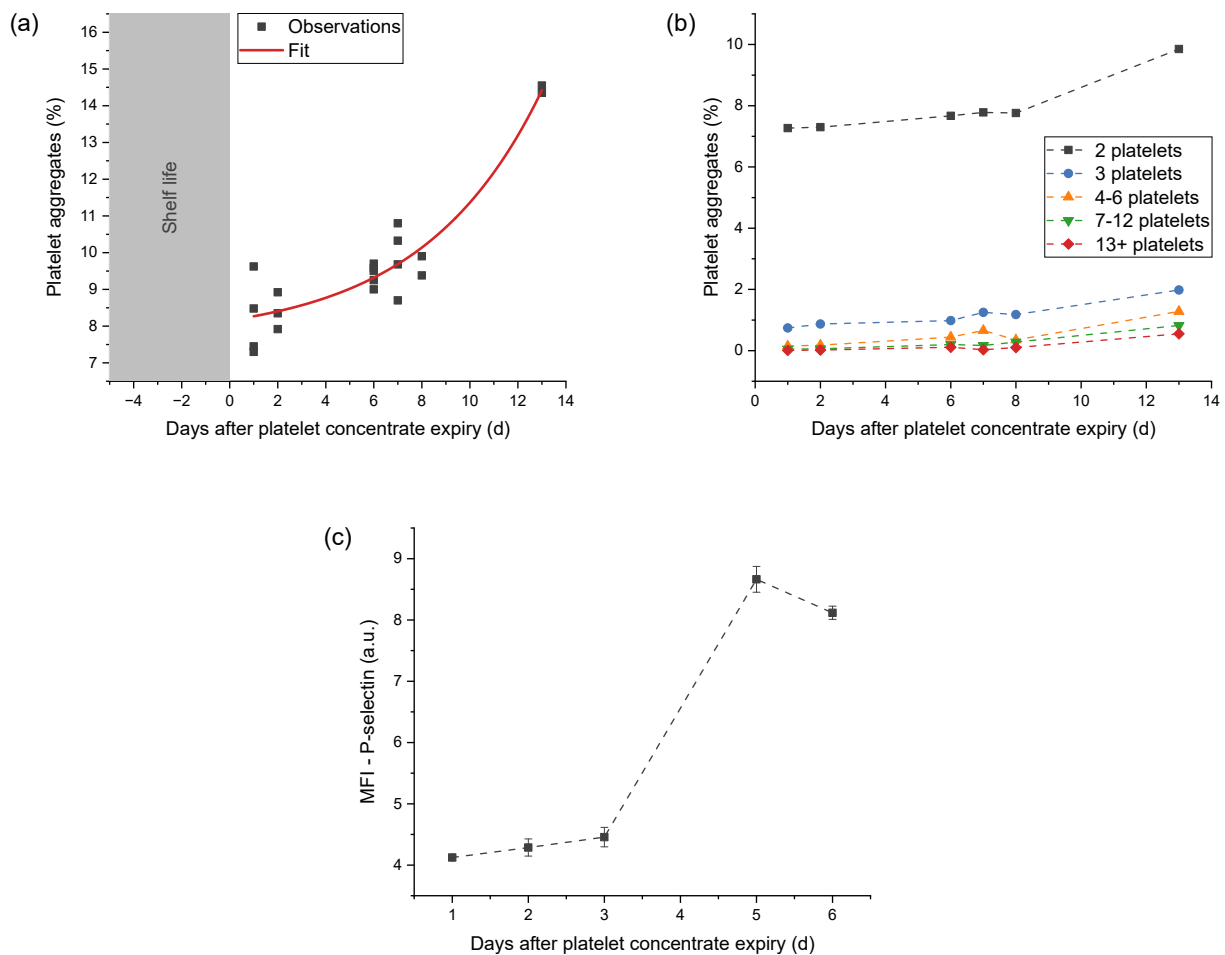 (a)
Platelet aggregates (%)
16
15
14
13
12
11
10
9
8
7
Shelf life
Observations
Fit
−4 −2 0 2 4 6 8 10 12 14
Days after platelet concentrate expiry (d)
(b)
Platelet aggregates (%)
10
8
6
4
2
0
2 platelets
3 platelets
4-6 platelets
7-12 platelets
13+ platelets
0 2 4 6 8 10 12 14
Days after platelet concentrate expiry (d)
(c)
MFI - P-selectin (a.u.)
9
8
7
6
5
4
1 2 3 4 5 6
Days after platelet concentrate expiry (d)